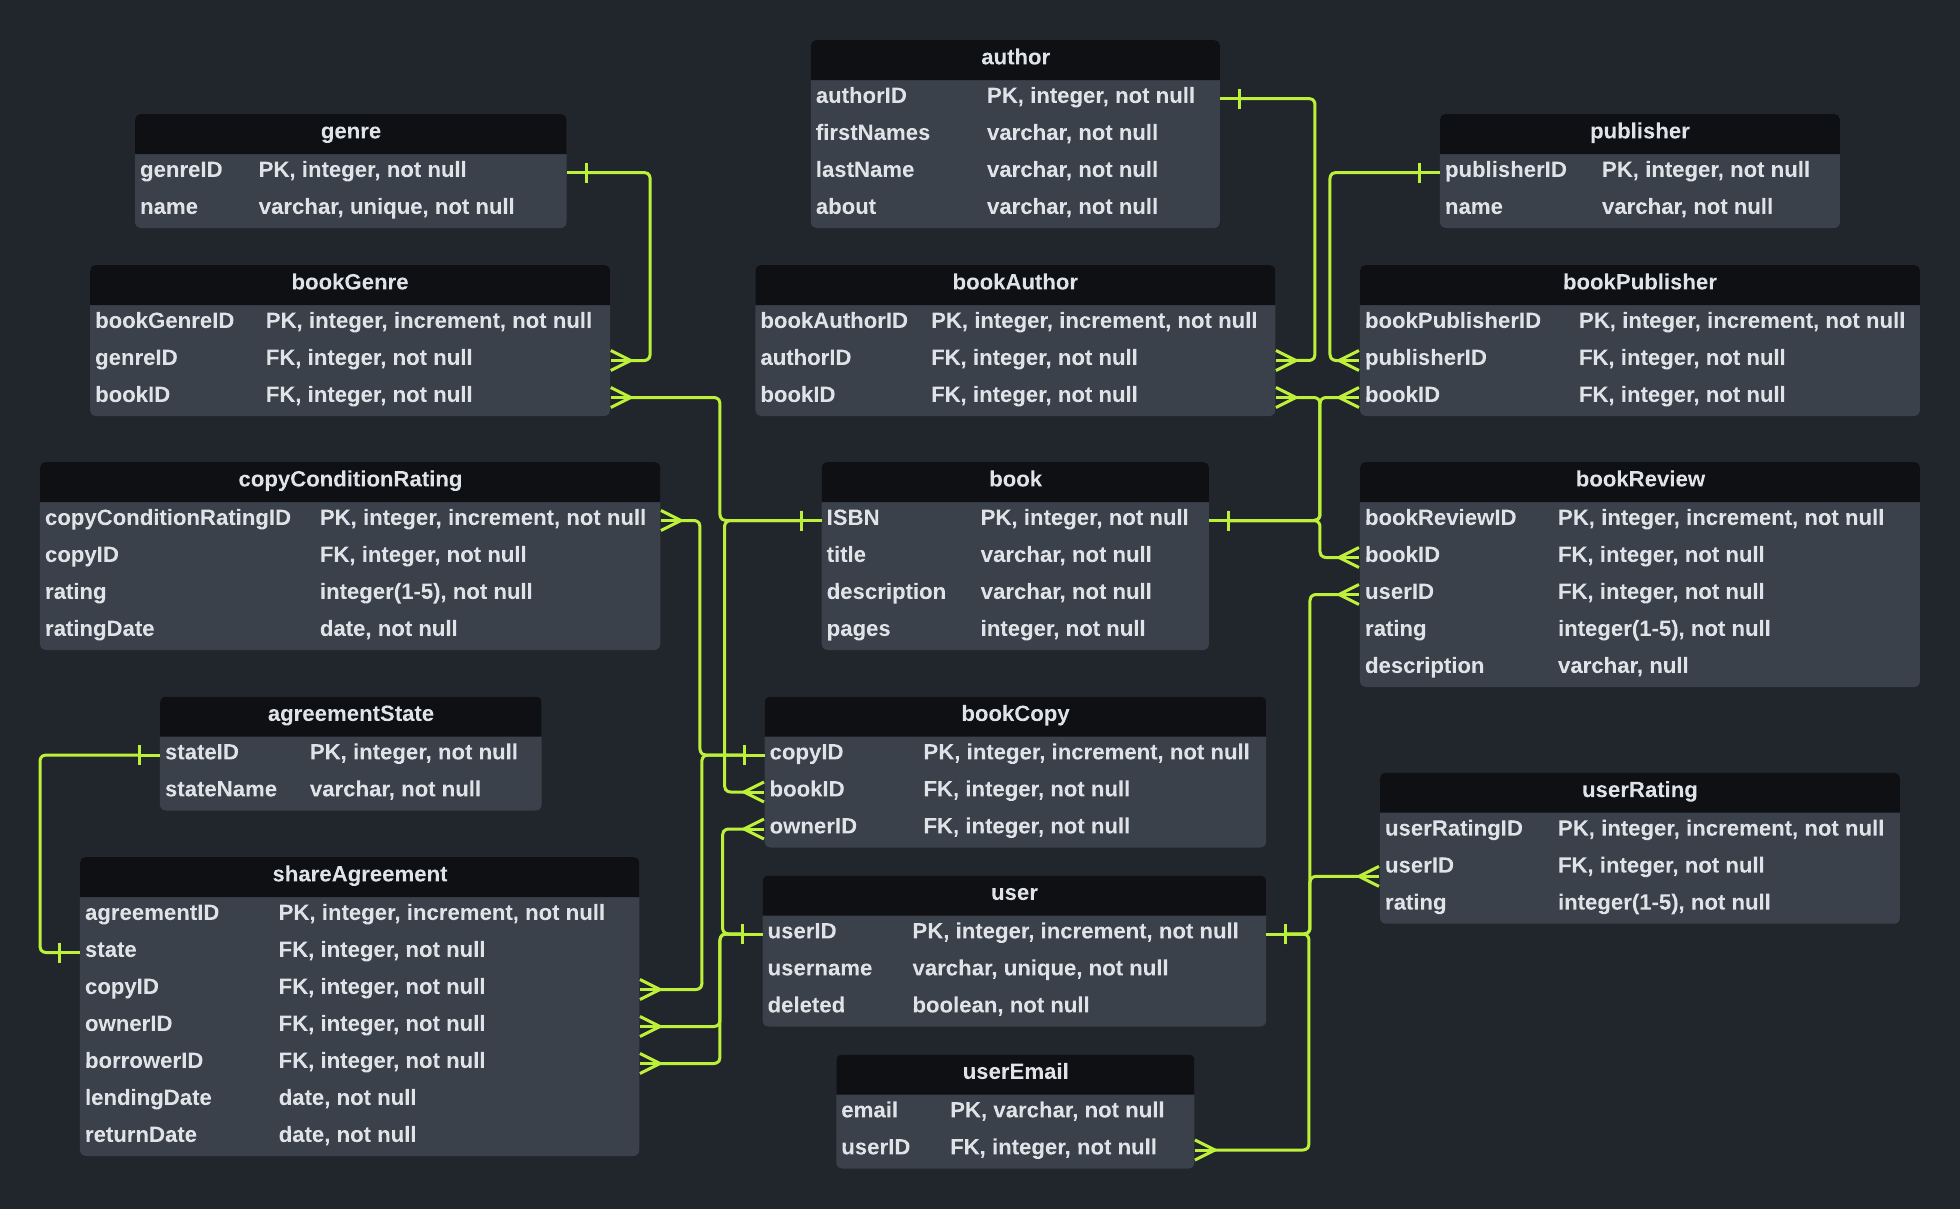 author
authorID PK, integer, not null
firstNames varchar, not null
lastName varchar, not null
about varchar, not null
genre
genreID PK, integer, not null
name varchar, unique, not null
publisher
publisherID PK, integer, not null
name varchar, not null
bookGenre
bookGenreID PK, integer, increment, not null
genreID FK, integer, not null
bookID FK, integer, not null
bookAuthor
bookAuthorID PK, integer, increment, not null
authorID FK, integer, not null
bookID FK, integer, not null
bookPublisher
bookPublisherID PK, integer, increment, not null
publisherID FK, integer, not null
bookID FK, integer, not null
copyConditionRating
copyConditionRatingID PK, integer, increment, not null
copyID FK, integer, not null
rating integer(1-5), not null
ratingDate date, not null
book
ISBN PK, integer, not null
title varchar, not null
description varchar, not null
pages integer, not null
bookReview
bookReviewID PK, integer, increment, not null
bookID FK, integer, not null
userID FK, integer, not null
rating integer(1-5), not null
description varchar, null
agreementState
stateID PK, integer, not null
stateName varchar, not null
bookCopy
copyID PK, integer, increment, not null
bookID FK, integer, not null
ownerID FK, integer, not null
userRating
userRatingID PK, integer, increment, not null
userID FK, integer, not null
rating integer(1-5), not null
shareAgreement
agreementID PK, integer, increment, not null
state FK, integer, not null
copyID FK, integer, not null
ownerID FK, integer, not null
borrowerID FK, integer, not null
lendingDate date, not null
returnDate date, not null
user
userID PK, integer, increment, not null
username varchar, unique, not null
deleted boolean, not null
userEmail
email PK, varchar, not null
userID FK, integer, not null